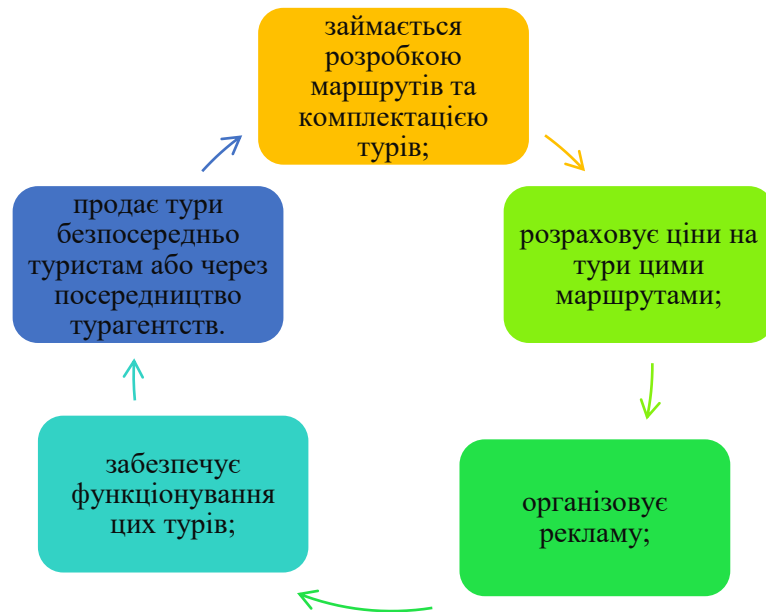 займається
розробкою
маршрутів та
комплектацією
турів;
розраховує ціни на
тури цими
маршрутами;
організовує
рекламу;
забезпечує
функціонування
цих турів;
продає тури
безпосередньо
туристам або через
посередництво
турагентств.